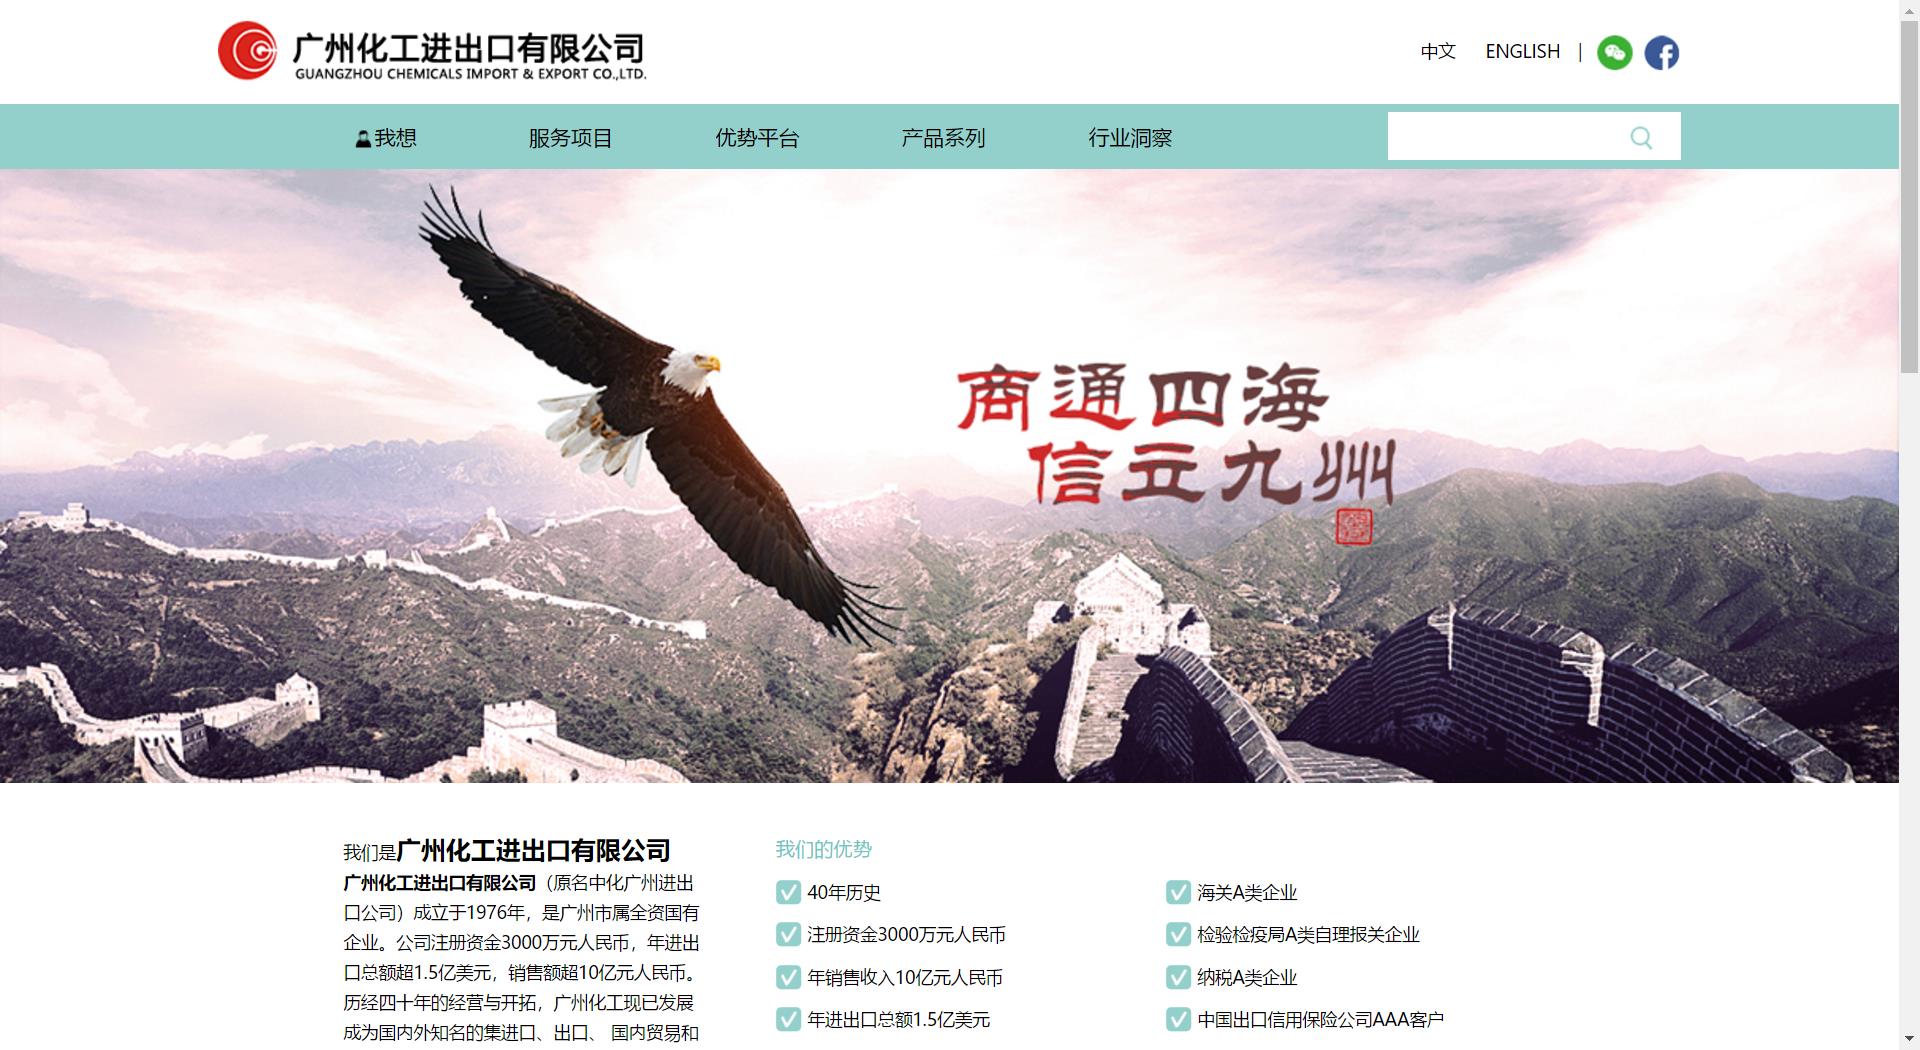 广州化工进出口有限公司
GUANGZHOU CHEMICALS IMPORT & EXPORT CO.,LTD.
中文 ENGLISH |
我想 服务项目 优势平台 产品系列 行业洞察
商通四海
信立九州
我们是广州化工进出口有限公司
广州化工进出口有限公司（原名中化广州进出
口公司）成立于1976年，是广州市属全资国有
企业。公司注册资金3000万元人民币，年进出
口总额超1.5亿美元，销售额超10亿元人民币。
历经四十年的经营与开拓，广州化工现已发展
成为国内外知名的集进口、出口、 国内贸易和
我们的优势
40年历史
海关A类企业
注册资金3000万元人民币
检验检疫局A类自理报关企业
年销售收入10亿元人民币
纳税A类企业
年进出口总额1.5亿美元
中国出口信用保险公司AAA客户